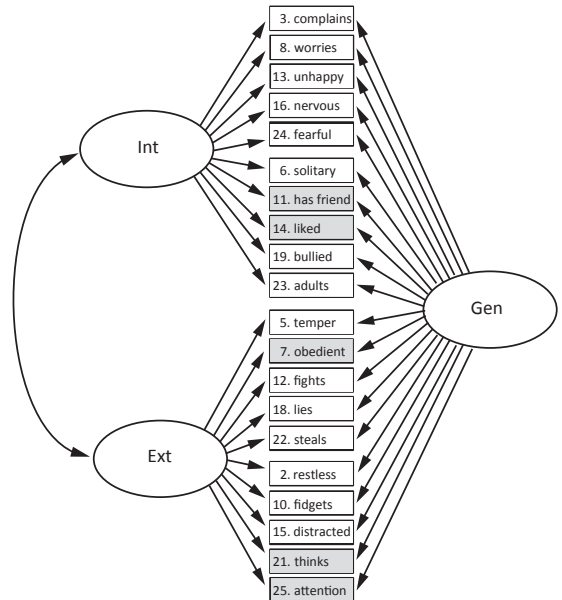 3. complains
8. worries
13. unhappy
16. nervous
24. fearful
Int
6. solitary
11. has friend
14. liked
19. bullied
23. adults
Gen
5. temper
7. obedient
12. fights
18. lies
22. steals
Ext
2. restless
10. fidgets
15. distracted
21. thinks
25. attention